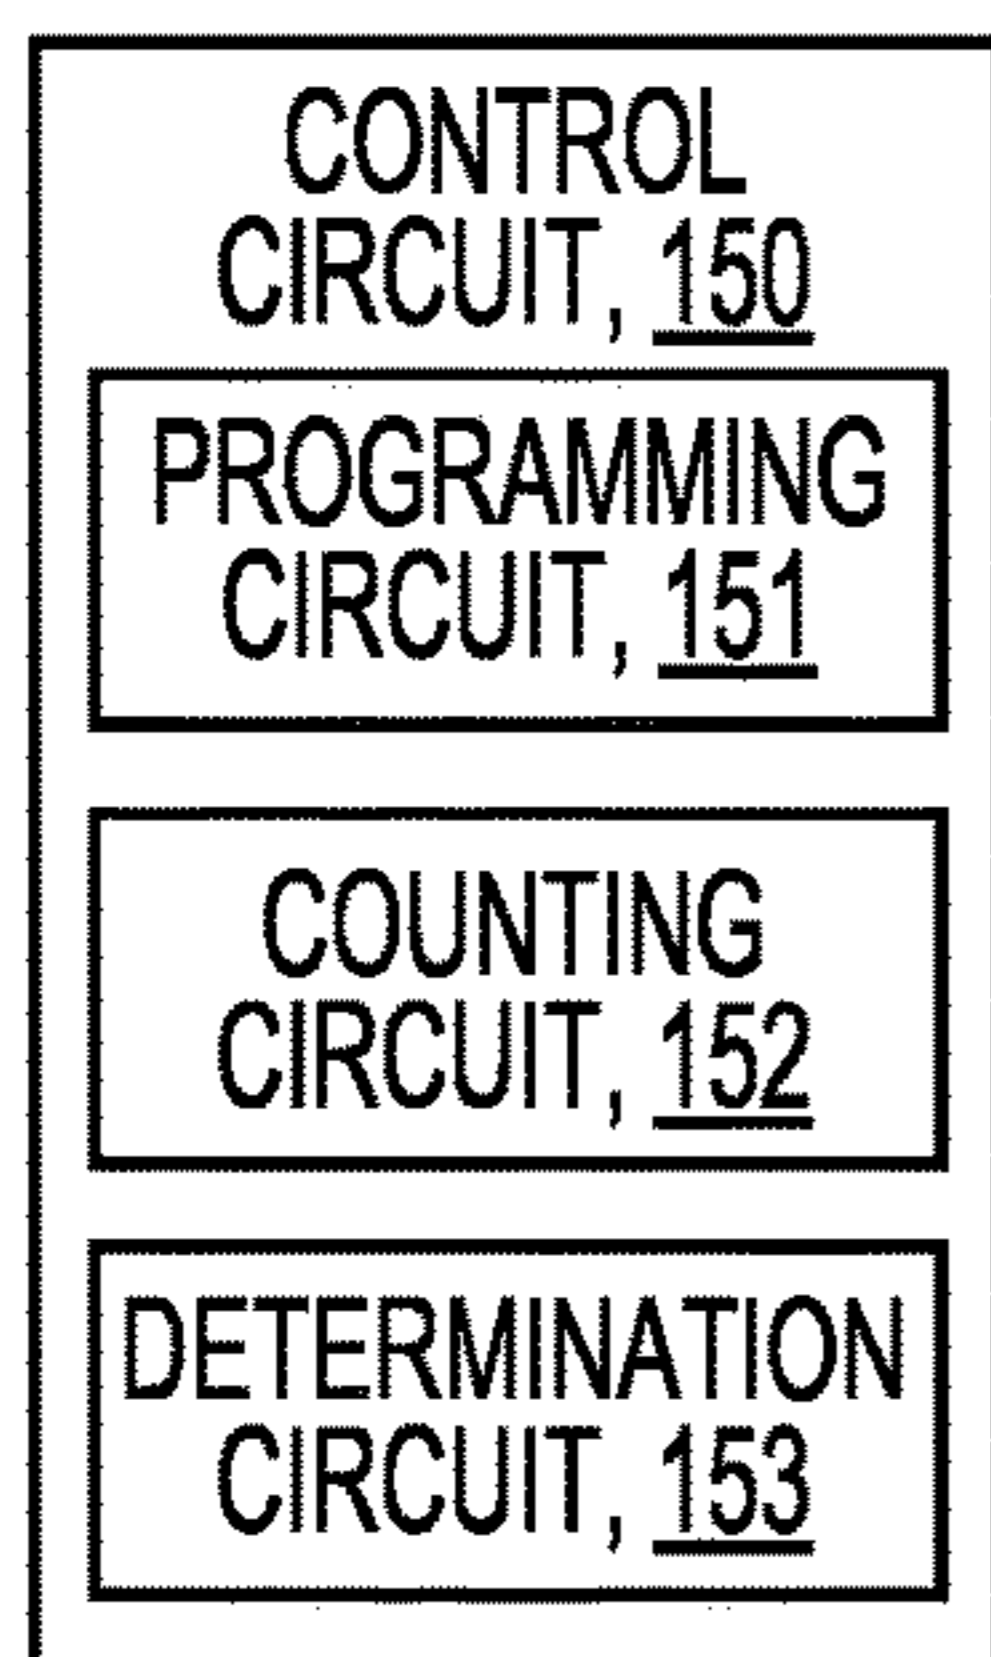 CONTROL
CIRCUIT, 150
PROGRAMMING
CIRCUIT, 151
COUNTING
CIRCUIT, 152
DETERMINATION
CIRCUIT, 153